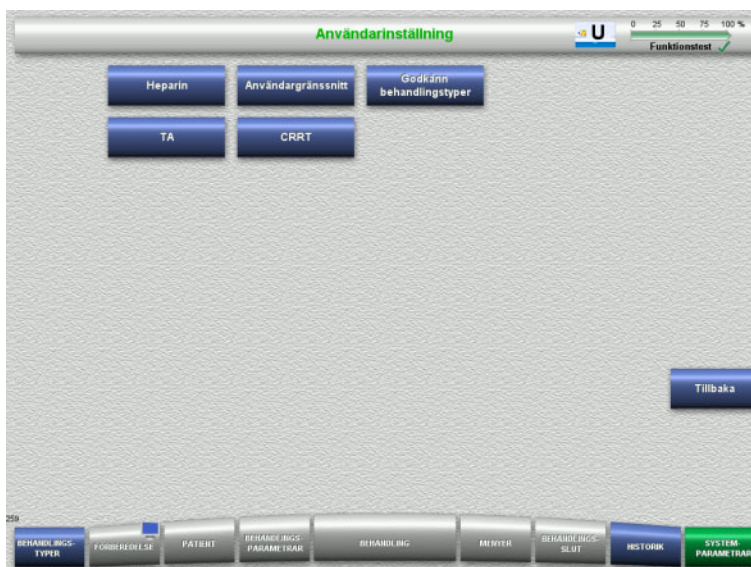 Användarinställning
U
0 25 50 75 100 %
Funktionstest
Heparin
Användargränssnitt
Godkänn
behandlingstyper
TA
CRRT
Tillbaka
259
BEHANDLINGS-
TYPER
FÖRBEREDELSE
PATIENT
BEHANDLINGS-
PARAMETRAR
BEHANDLING
MENYER
BEHANDLINGS-
SLUT
HISTORIK
SYSTEM-
PARAMETRAR